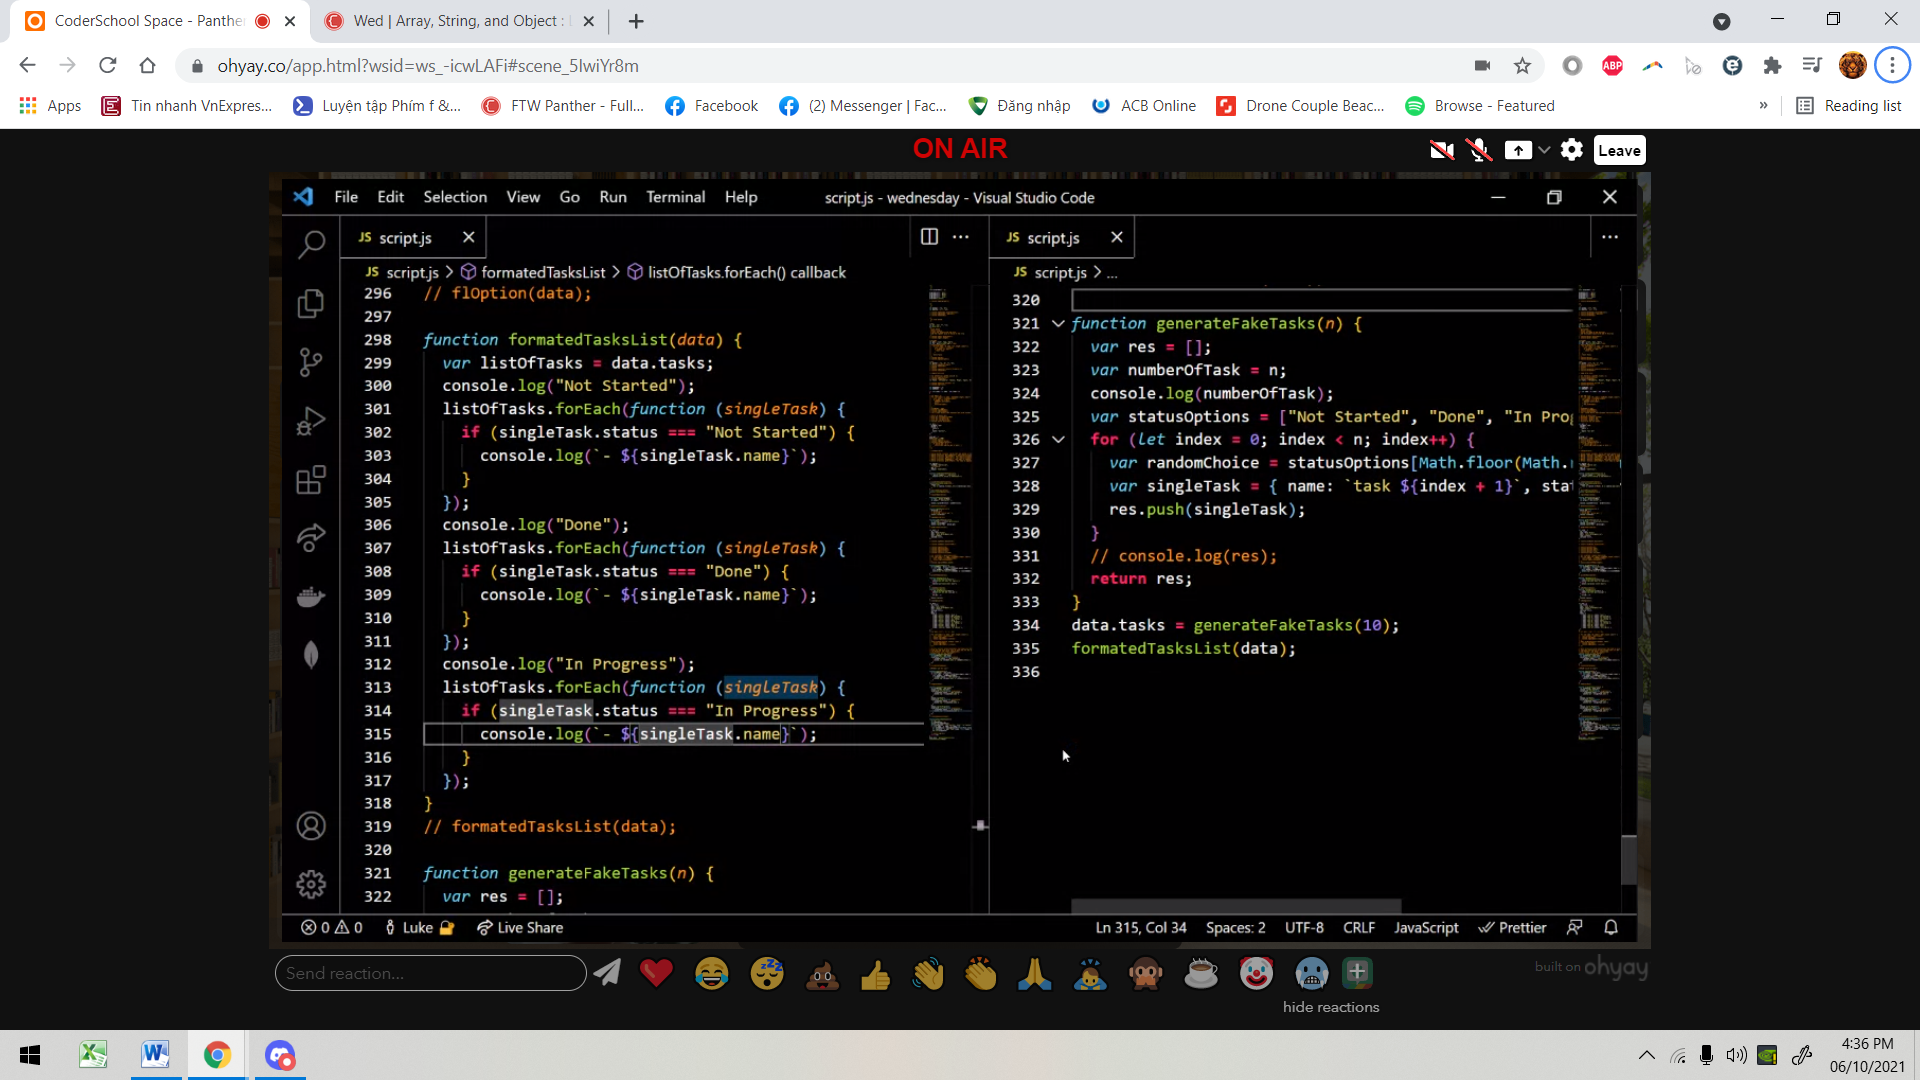 CoderSchool Space - Panthe
Wed | Array, String, and Object :
ohyay.co/app.html?wsid=ws_-icwLAFi#scene_5IwiYr8m
ABP
Apps
Tin nhanh VnExpres...
Luyện tập Phím f &...
FTW Panther - Full...
Facebook
(2) Messenger | Fac...
Đăng nhập
ACB Online
Drone Couple Beac...
Browse - Featured
»
Reading list
ON AIR
Leave
File Edit Selection View Go Run Terminal Help
script.js - wednesday - Visual Studio Code
JS script.js
JS script.js > formatedTasksList > listOfTasks.forEach() callback
296 // flOption(data);
297
298 function formatedTasksList(data) {
299 var listOfTasks = data.tasks;
300 console.log("Not Started");
301 listOfTasks.forEach(function (singleTask) {
302 if (singleTask.status === "Not Started") {
303 console.log(`- ${singleTask.name}`);
304 }
305 });
306 console.log("Done");
307 listOfTasks.forEach(function (singleTask) {
308 if (singleTask.status === "Done") {
309 console.log(`- ${singleTask.name}`);
310 }
311 });
312 console.log("In Progress");
313 listOfTasks.forEach(function (singleTask) {
314 if (singleTask.status === "In Progress") {
315 console.log(`- ${singleTask.name}`);
316 }
317 });
318 }
319 // formatedTasksList(data);
320
321 function generateFakeTasks(n) {
322 var res = [];
JS script.js
JS script.js > ...
320
321 function generateFakeTasks(n) {
322 var res = [];
323 var numberOfTask = n;
324 console.log(numberOfTask);
325 var statusOptions = ["Not Started", "Done", "In Pro
326 for (let index = 0; index < n; index++) {
327 var randomChoice = statusOptions[Math.floor(Math.
328 var singleTask = { name: `task ${index + 1}`, sta
329 res.push(singleTask);
330 }
331 // console.log(res);
332 return res;
333 }
334 data.tasks = generateFakeTasks(10);
335 formatedTasksList(data);
336
0 0 Luke Live Share
Ln 315, Col 34 Spaces: 2 UTF-8 CRLF JavaScript Prettier
Send reaction...
hide reactions
built on ohyay
4:36 PM
06/10/2021